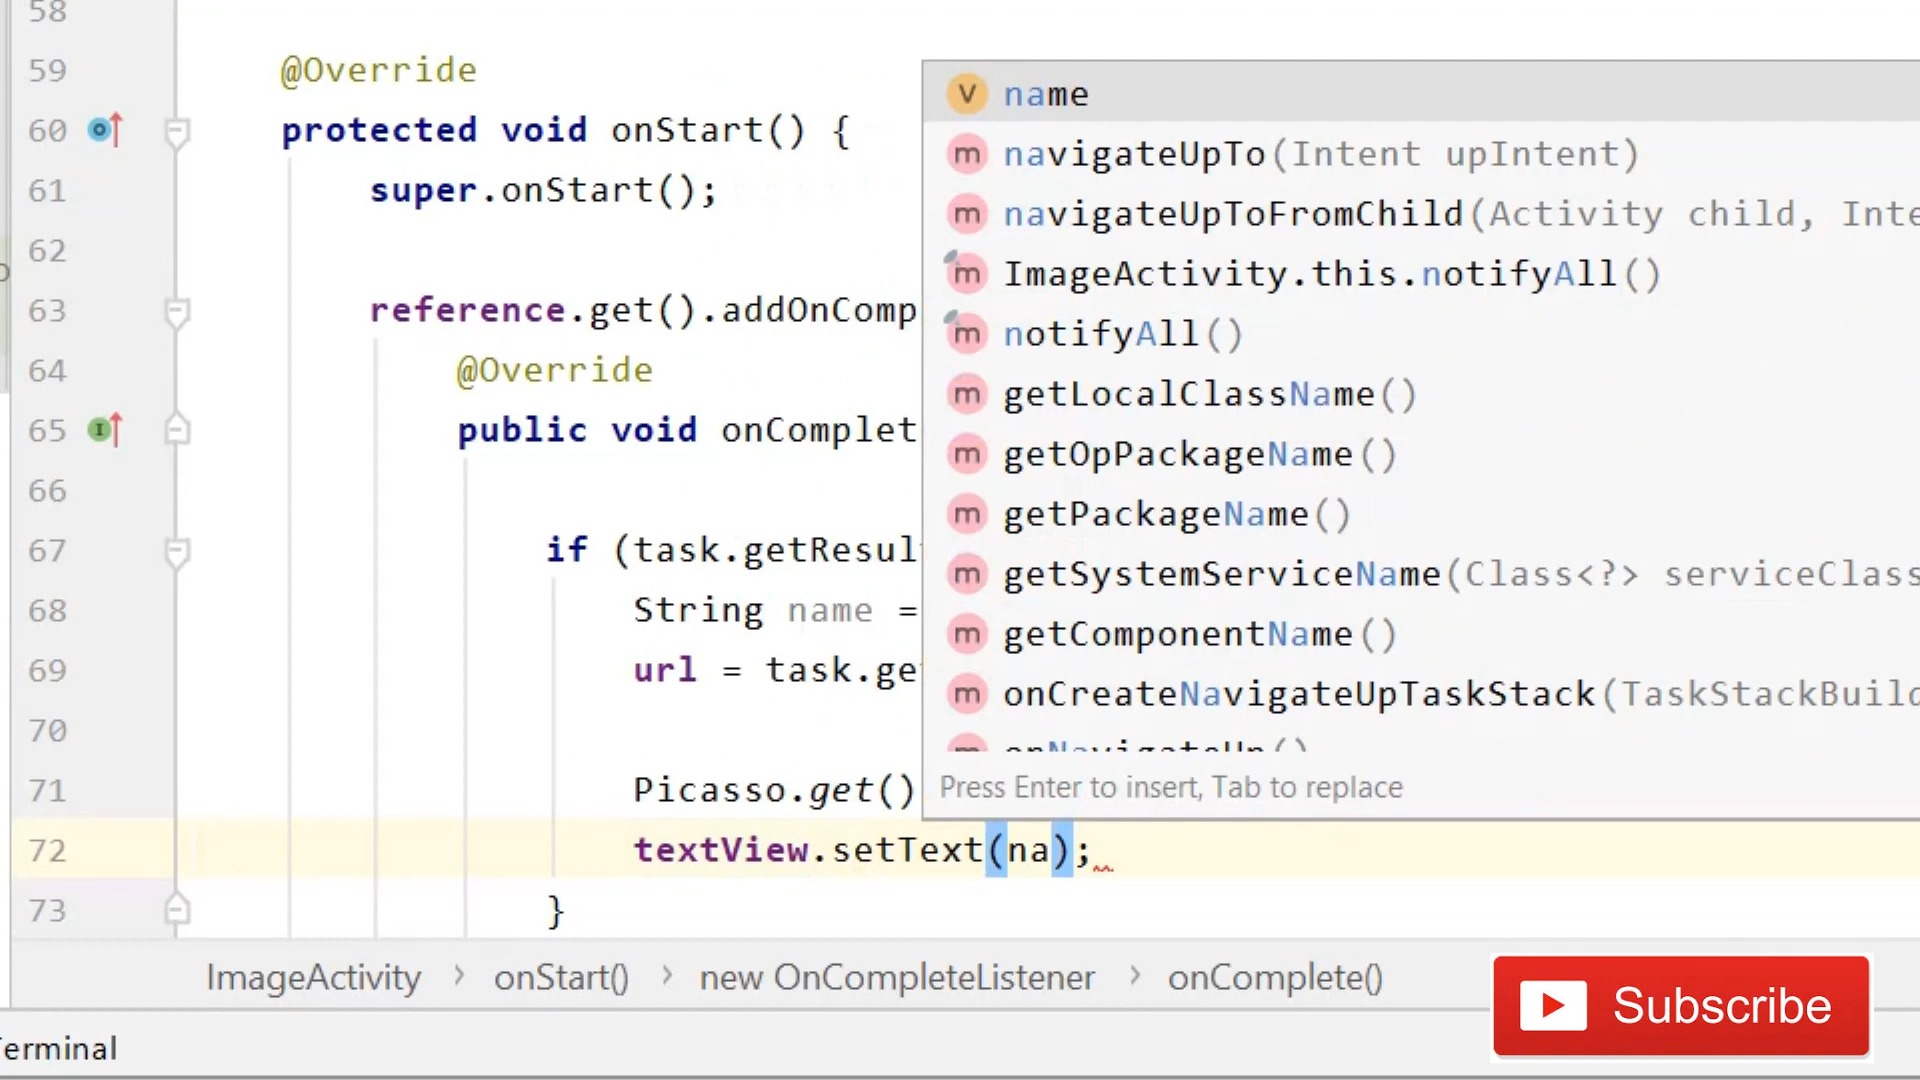 58
59 @Override
60 protected void onStart() {
61 super.onStart();
62
63 reference.get().addOnComp
64 @Override
65 public void onComplet
66
67 if (task.getResul
68 String name =
69 url = task.ge
70
71 Picasso.get()
72 textView.setText(na);
73 }
V name
m navigateUpTo(Intent upIntent)
m navigateUpToFromChild(Activity child, Inte
m ImageActivity.this.notifyAll()
m notifyAll()
m getLocalClassName()
m getOpPackageName()
m getPackageName()
m getSystemServiceName(Class<?> serviceClass
m getComponentName()
m onCreateNavigateUpTaskStack(TaskStackBuild
m onNavigateUp()
Press Enter to insert, Tab to replace
ImageActivity > onStart() > new OnCompleteListener > onComplete()
Subscribe
erminal